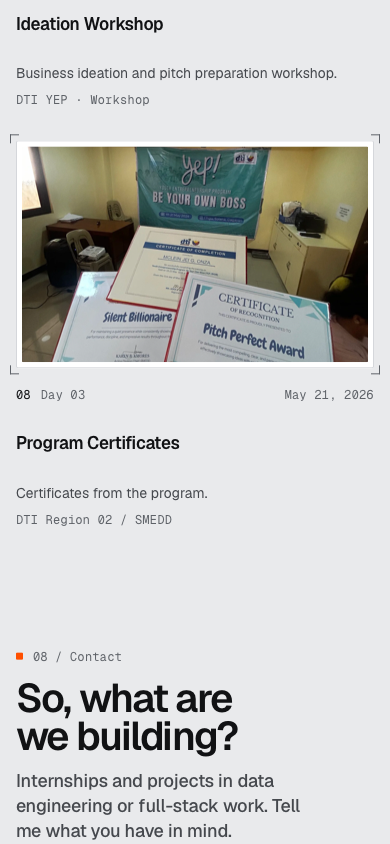 Ideation Workshop
Business ideation and pitch preparation workshop.
DTI YEP · Workshop
yep!
dti
BE YOUR OWN BOSS
dti
CERTIFICATE OF COMPLETION
CERTIFICATE
OF RECOGNITION
Silent Billionaire
Pitch Perfect Award
08 Day 03
May 21, 2026
Program Certificates
Certificates from the program.
DTI Region 02 / SMEDD
08 / Contact
So, what are
we building?
Internships and projects in data
engineering or full-stack work. Tell
me what you have in mind.